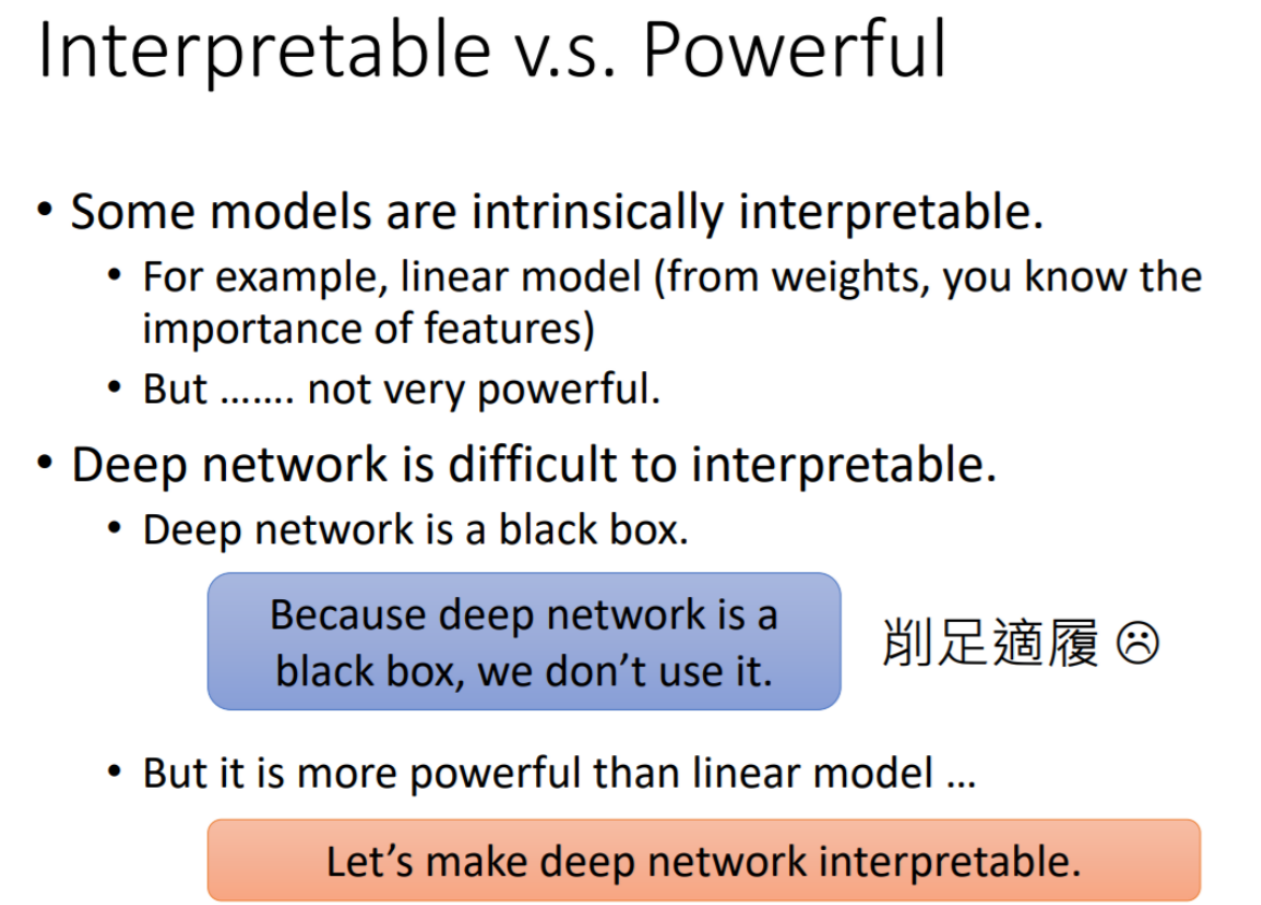 Interpretable v.s. Powerful
• Some models are intrinsically interpretable.
• For example, linear model (from weights, you know the
importance of features)
• But ....... not very powerful.
• Deep network is difficult to interpretable.
• Deep network is a black box.
Because deep network is a
black box, we don’t use it.
削足適履 ☹
• But it is more powerful than linear model …
Let’s make deep network interpretable.